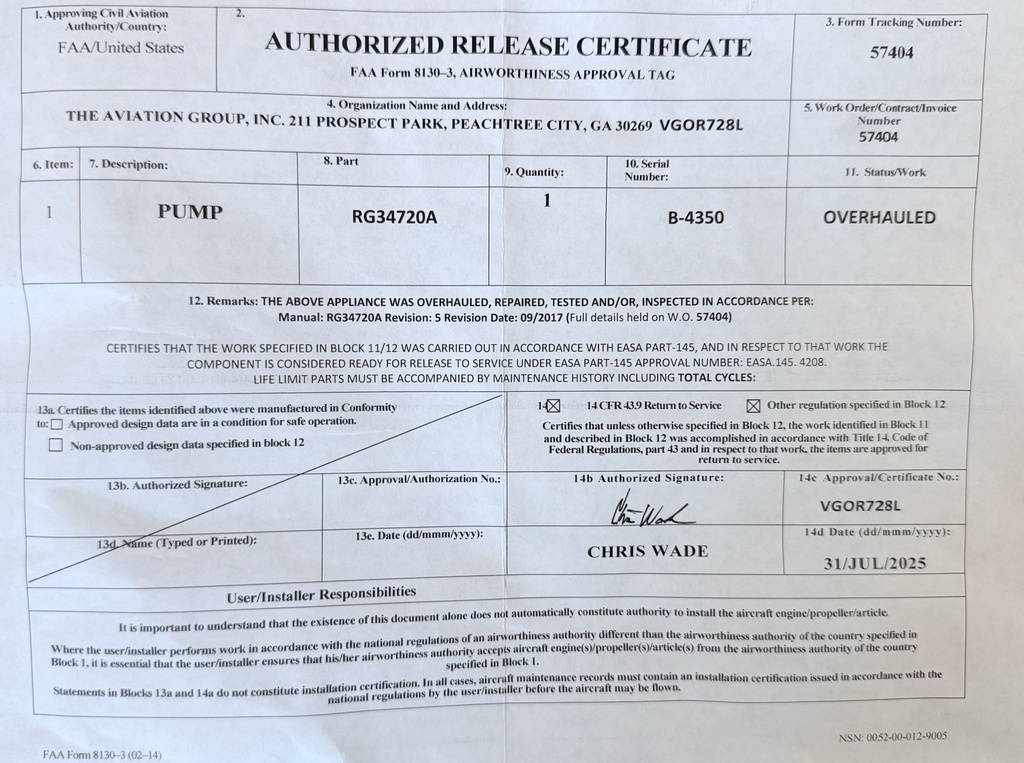 1. Approving Civil Aviation
Authority/Country:
FAA/United States
2.
AUTHORIZED RELEASE CERTIFICATE
FAA Form 8130–3, AIRWORTHINESS APPROVAL TAG
3. Form Tracking Number:
57404
4. Organization Name and Address:
THE AVIATION GROUP, INC. 211 PROSPECT PARK, PEACHTREE CITY, GA 30269 VGOR728L
5. Work Order/Contract/Invoice
Number
57404
6. Item:
7. Description:
8. Part
9. Quantity:
10. Serial
Number:
11. Status/Work
1
PUMP
RG34720A
1
B-4350
OVERHAULED
12. Remarks: THE ABOVE APPLIANCE WAS OVERHAULED, REPAIRED, TESTED AND/OR, INSPECTED IN ACCORDANCE PER:
Manual: RG34720A Revision: 5 Revision Date: 09/2017 (Full details held on W.O. 57404)
CERTIFIES THAT THE WORK SPECIFIED IN BLOCK 11/12 WAS CARRIED OUT IN ACCORDANCE WITH EASA PART-145, AND IN RESPECT TO THAT WORK THE
COMPONENT IS CONSIDERED READY FOR RELEASE TO SERVICE UNDER EASA PART-145 APPROVAL NUMBER: EASA.145. 4208.
LIFE LIMIT PARTS MUST BE ACCOMPANIED BY MAINTENANCE HISTORY INCLUDING TOTAL CYCLES:
13a. Certifies the items identified above were manufactured in Conformity
to: Approved design data are in a condition for safe operation.
Non-approved design data specified in block 12
14 14 CFR 43.9 Return to Service Other regulation specified in Block 12
Certifies that unless otherwise specified in Block 12, the work identified in Block 11
and described in Block 12 was accomplished in accordance with Title 14, Code of
Federal Regulations, part 43 and in respect to that work, the items are approved for
return to service.
13b. Authorized Signature:
13c. Approval/Authorization No.:
14b Authorized Signature:
Chris Wade
14c Approval/Certificate No.:
VGOR728L
13d. Name (Typed or Printed):
13e. Date (dd/mmm/yyyy):
CHRIS WADE
14d Date (dd/mmm/yyyy):
31/JUL/2025
User/Installer Responsibilities
It is important to understand that the existence of this document alone does not automatically constitute authority to install the aircraft engine/propeller/article.
Where the user/installer performs work in accordance with the national regulations of an airworthiness authority different than the airworthiness authority of the country specified in
Block 1, it is essential that the user/installer ensures that his/her airworthiness authority accepts aircraft engine(s)/propeller(s)/article(s) from the airworthiness authority of the country
specified in Block 1.
Statements in Blocks 13a and 14a do not constitute installation certification. In all cases, aircraft maintenance records must contain an installation certification issued in accordance with the
national regulations by the user/installer before the aircraft may be flown.
FAA Form 8130–3 (02–14)
NSN: 0052-00-012-9005